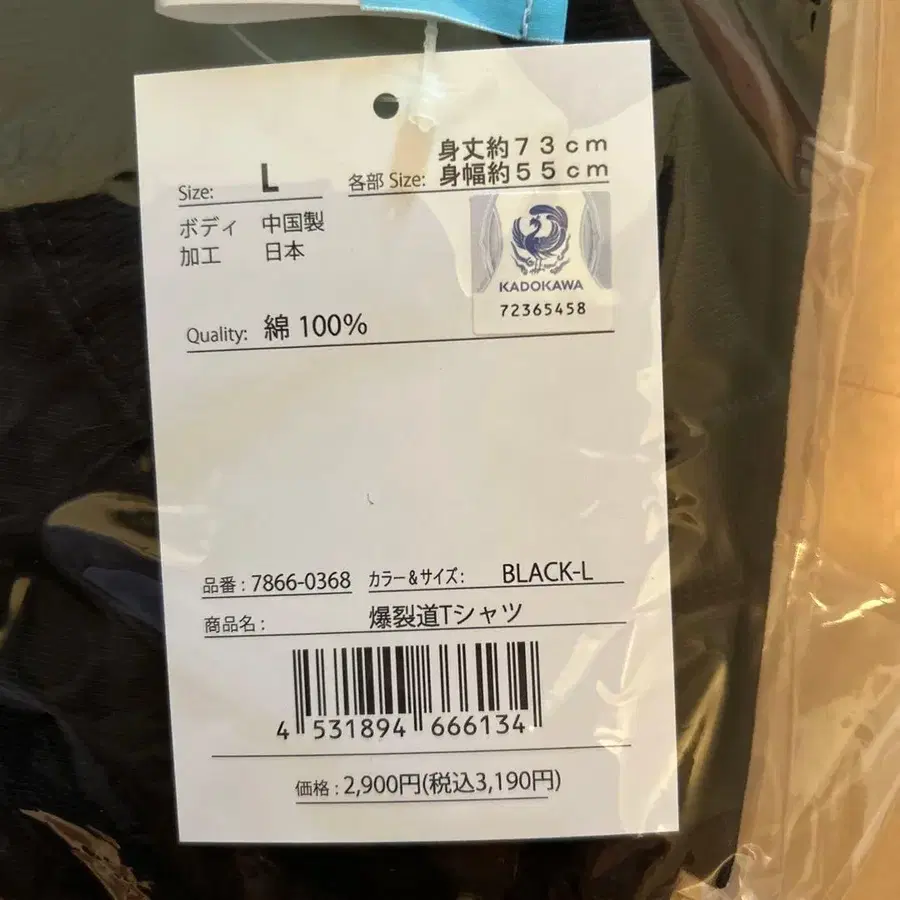 Size: L 各部 Size: 身丈約７３ｃｍ
身幅約５５ｃｍ
ボディ 中国製
加工 日本
KADOKAWA
72365458
Quality: 綿 100%
品番 : 7866-0368 カラー＆サイズ : BLACK-L
商品名 : 爆裂道Tシャツ
4 531894 666134
価格 : 2,900円(税込3,190円)